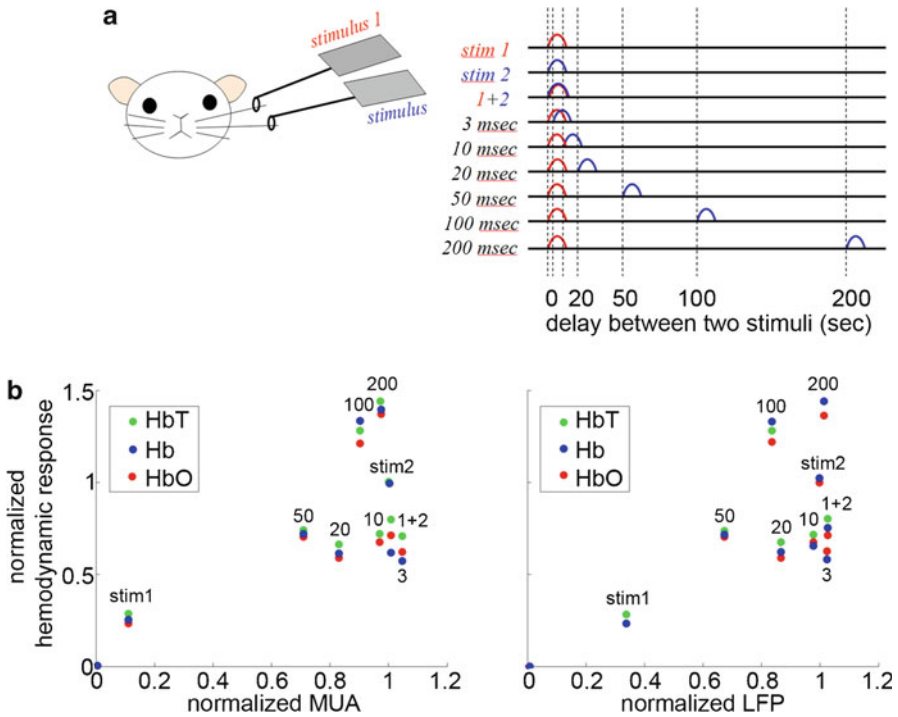 a
stimulus 1
stimulus
stim 1
stim 2
1+2
3 msec
10 msec
20 msec
50 msec
100 msec
200 msec
0 20 50 100 200
delay between two stimuli (sec)
b
normalized
hemodynamic response
1.5
1
0.5
0
HbT
Hb
HbO
200
100
stim2
50
20
10
1+2
3
stim1
0 0.2 0.4 0.6 0.8 1 1.2
normalized MUA
HbT
Hb
HbO
200
100
stim2
1+2
50
20
10
3
stim1
0 0.2 0.4 0.6 0.8 1 1.2
normalized LFP